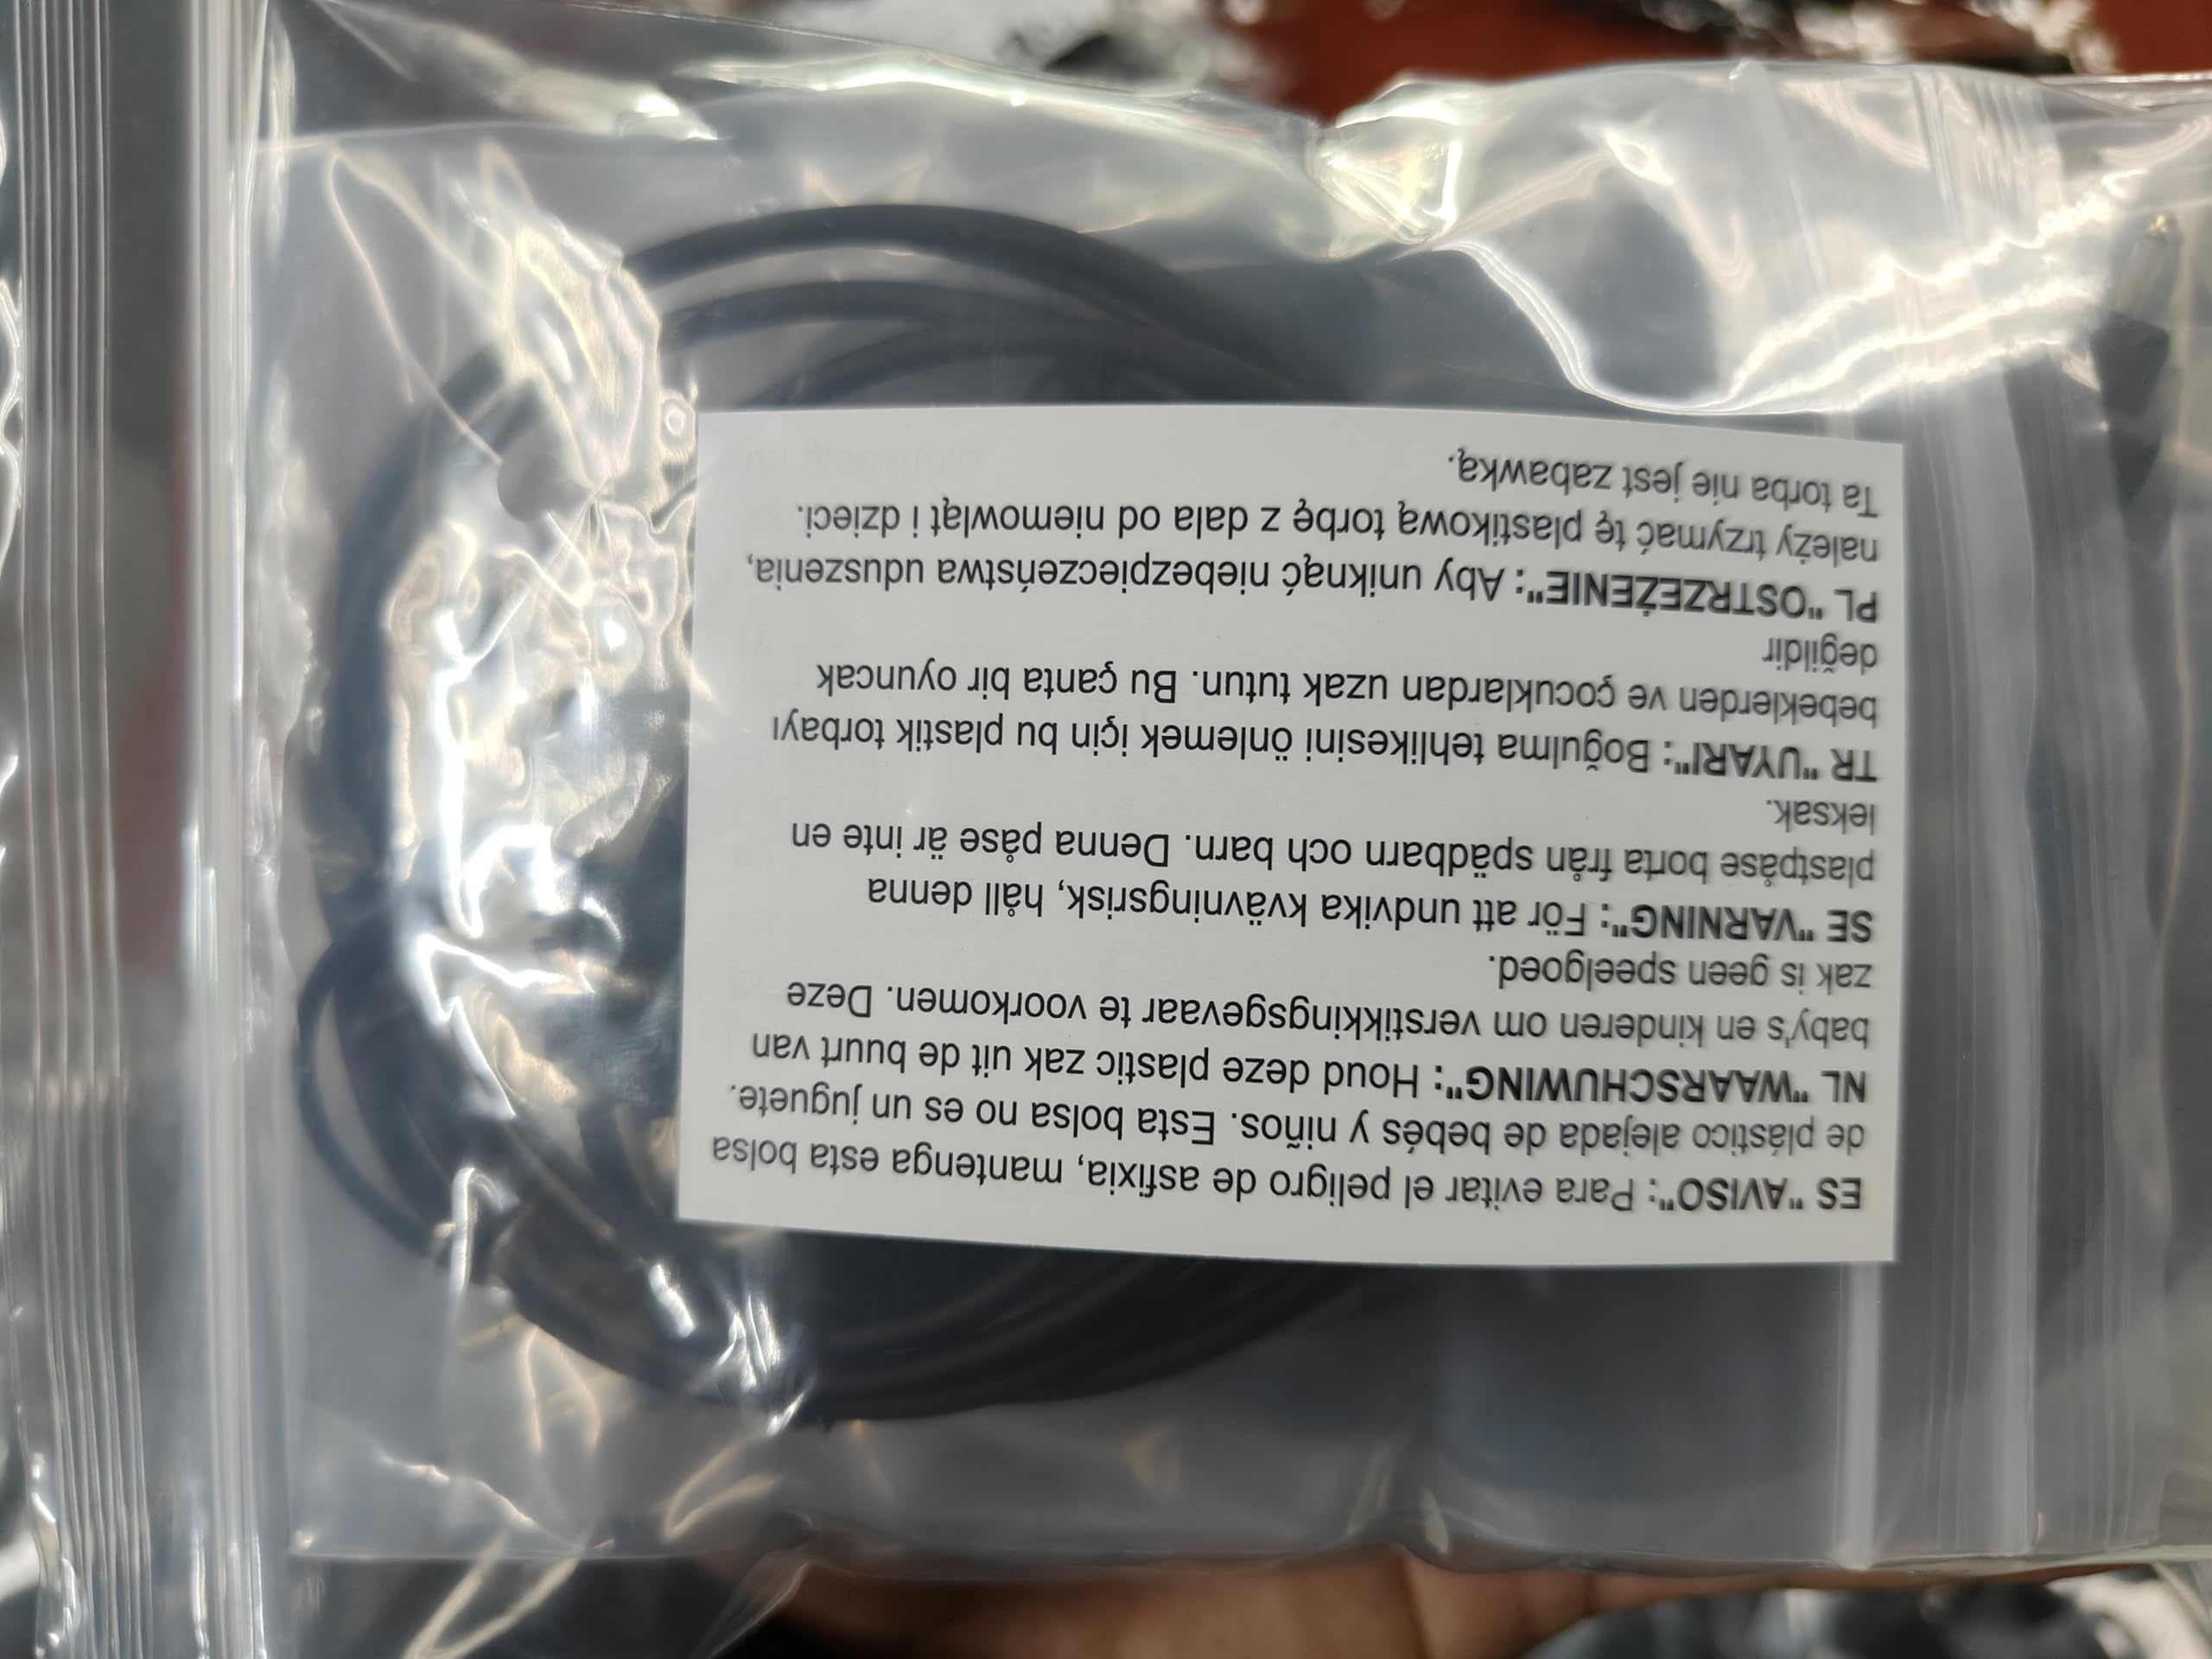 ES "AVISO": Para evitar el peligro de asfixia, mantenga esta bolsa
de plástico alejada de bebés y niños. Esta bolsa no es un juguete.
NL "WAARSCHUWING": Houd deze plastic zak uit de buurt van
baby's en kinderen om verstikkingsgevaar te voorkomen. Deze
zak is geen speelgoed.
SE "VARNING": För att undvika kvävningsrisk, håll denna
plastpåse borta från spädbarn och barn. Denna påse är inte en
leksak.
TR "UYARI": Boğulma tehlikesini önlemek için bu plastik torbayı
bebeklerden ve çocuklardan uzak tutun. Bu çanta bir oyuncak
değildir
PL "OSTRZEŻENIE": Aby uniknąć niebezpieczeństwa uduszenia,
należy trzymać tę plastikową torbę z dala od niemowląt i dzieci.
Ta torba nie jest zabawką.